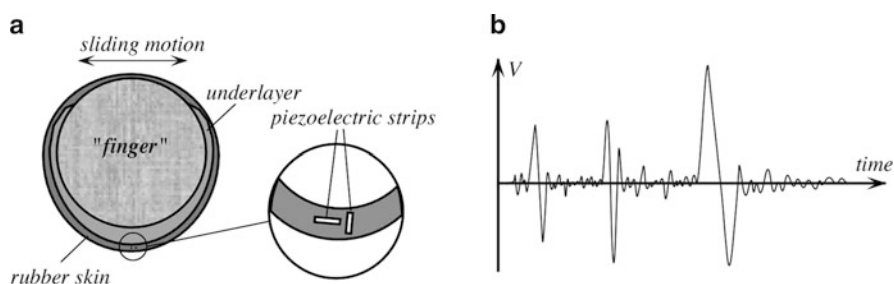 a
sliding motion
underlayer
piezoelectric strips
"finger"
rubber skin
b
V
time